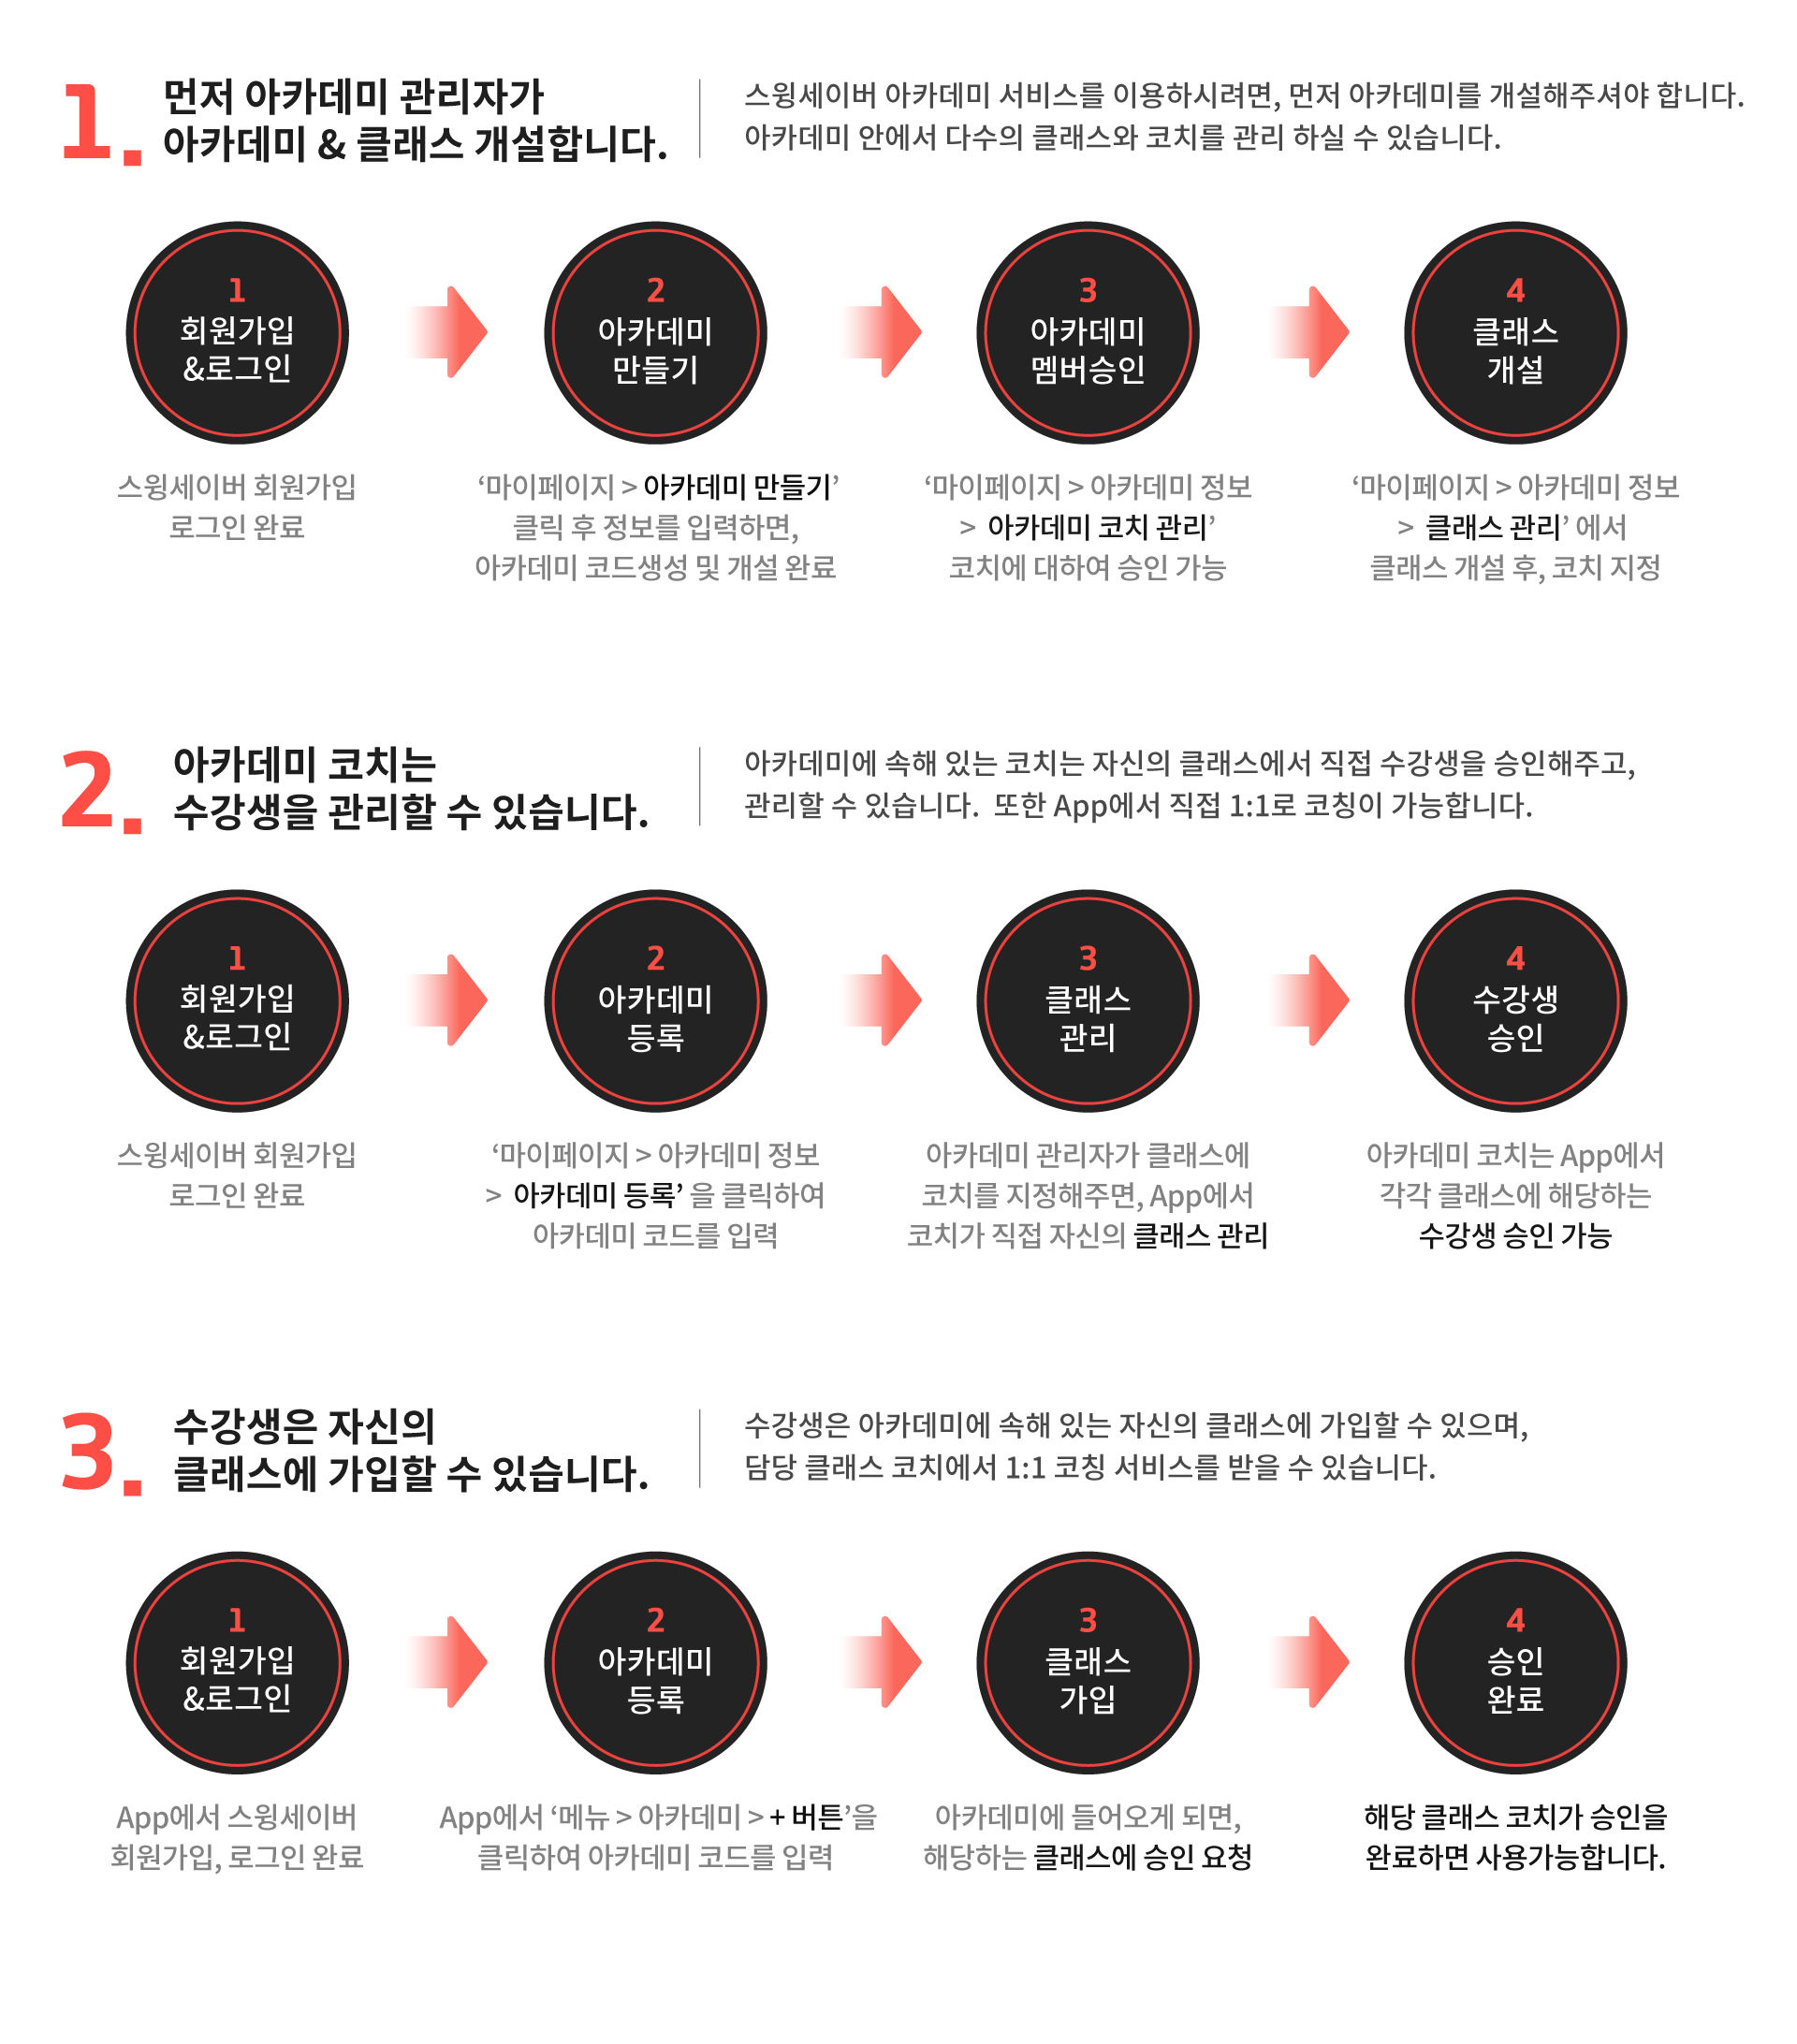 1.
먼저 아카데미 관리자가
아카데미 & 클래스 개설합니다.
스윙세이버 아카데미 서비스를 이용하시려면, 먼저 아카데미를 개설해주셔야 합니다.
아카데미 안에서 다수의 클래스와 코치를 관리 하실 수 있습니다.
1
회원가입
&로그인
스윙세이버 회원가입
로그인 완료
2
아카데미
만들기
‘마이페이지 > 아카데미 만들기’
클릭 후 정보를 입력하면,
아카데미 코드생성 및 개설 완료
3
아카데미
멤버승인
‘마이페이지 > 아카데미 정보
> 아카데미 코치 관리’
코치에 대하여 승인 가능
4
클래스
개설
‘마이페이지 > 아카데미 정보
> 클래스 관리’ 에서
클래스 개설 후, 코치 지정
2.
아카데미 코치는
수강생을 관리할 수 있습니다.
아카데미에 속해 있는 코치는 자신의 클래스에서 직접 수강생을 승인해주고,
관리할 수 있습니다. 또한 App에서 직접 1:1로 코칭이 가능합니다.
1
회원가입
&로그인
스윙세이버 회원가입
로그인 완료
2
아카데미
등록
‘마이페이지 > 아카데미 정보
> 아카데미 등록’ 을 클릭하여
아카데미 코드를 입력
3
클래스
관리
아카데미 관리자가 클래스에
코치를 지정해주면, App에서
코치가 직접 자신의 클래스 관리
4
수강생
승인
아카데미 코치는 App에서
각각 클래스에 해당하는
수강생 승인 가능
3.
수강생은 자신의
클래스에 가입할 수 있습니다.
수강생은 아카데미에 속해 있는 자신의 클래스에 가입할 수 있으며,
담당 클래스 코치에서 1:1 코칭 서비스를 받을 수 있습니다.
1
회원가입
&로그인
App에서 스윙세이버
회원가입, 로그인 완료
2
아카데미
등록
App에서 ‘메뉴 > 아카데미 > + 버튼’을
클릭하여 아카데미 코드를 입력
3
클래스
가입
아카데미에 들어오게 되면,
해당하는 클래스에 승인 요청
4
승인
완료
해당 클래스 코치가 승인을
완료하면 사용가능합니다.